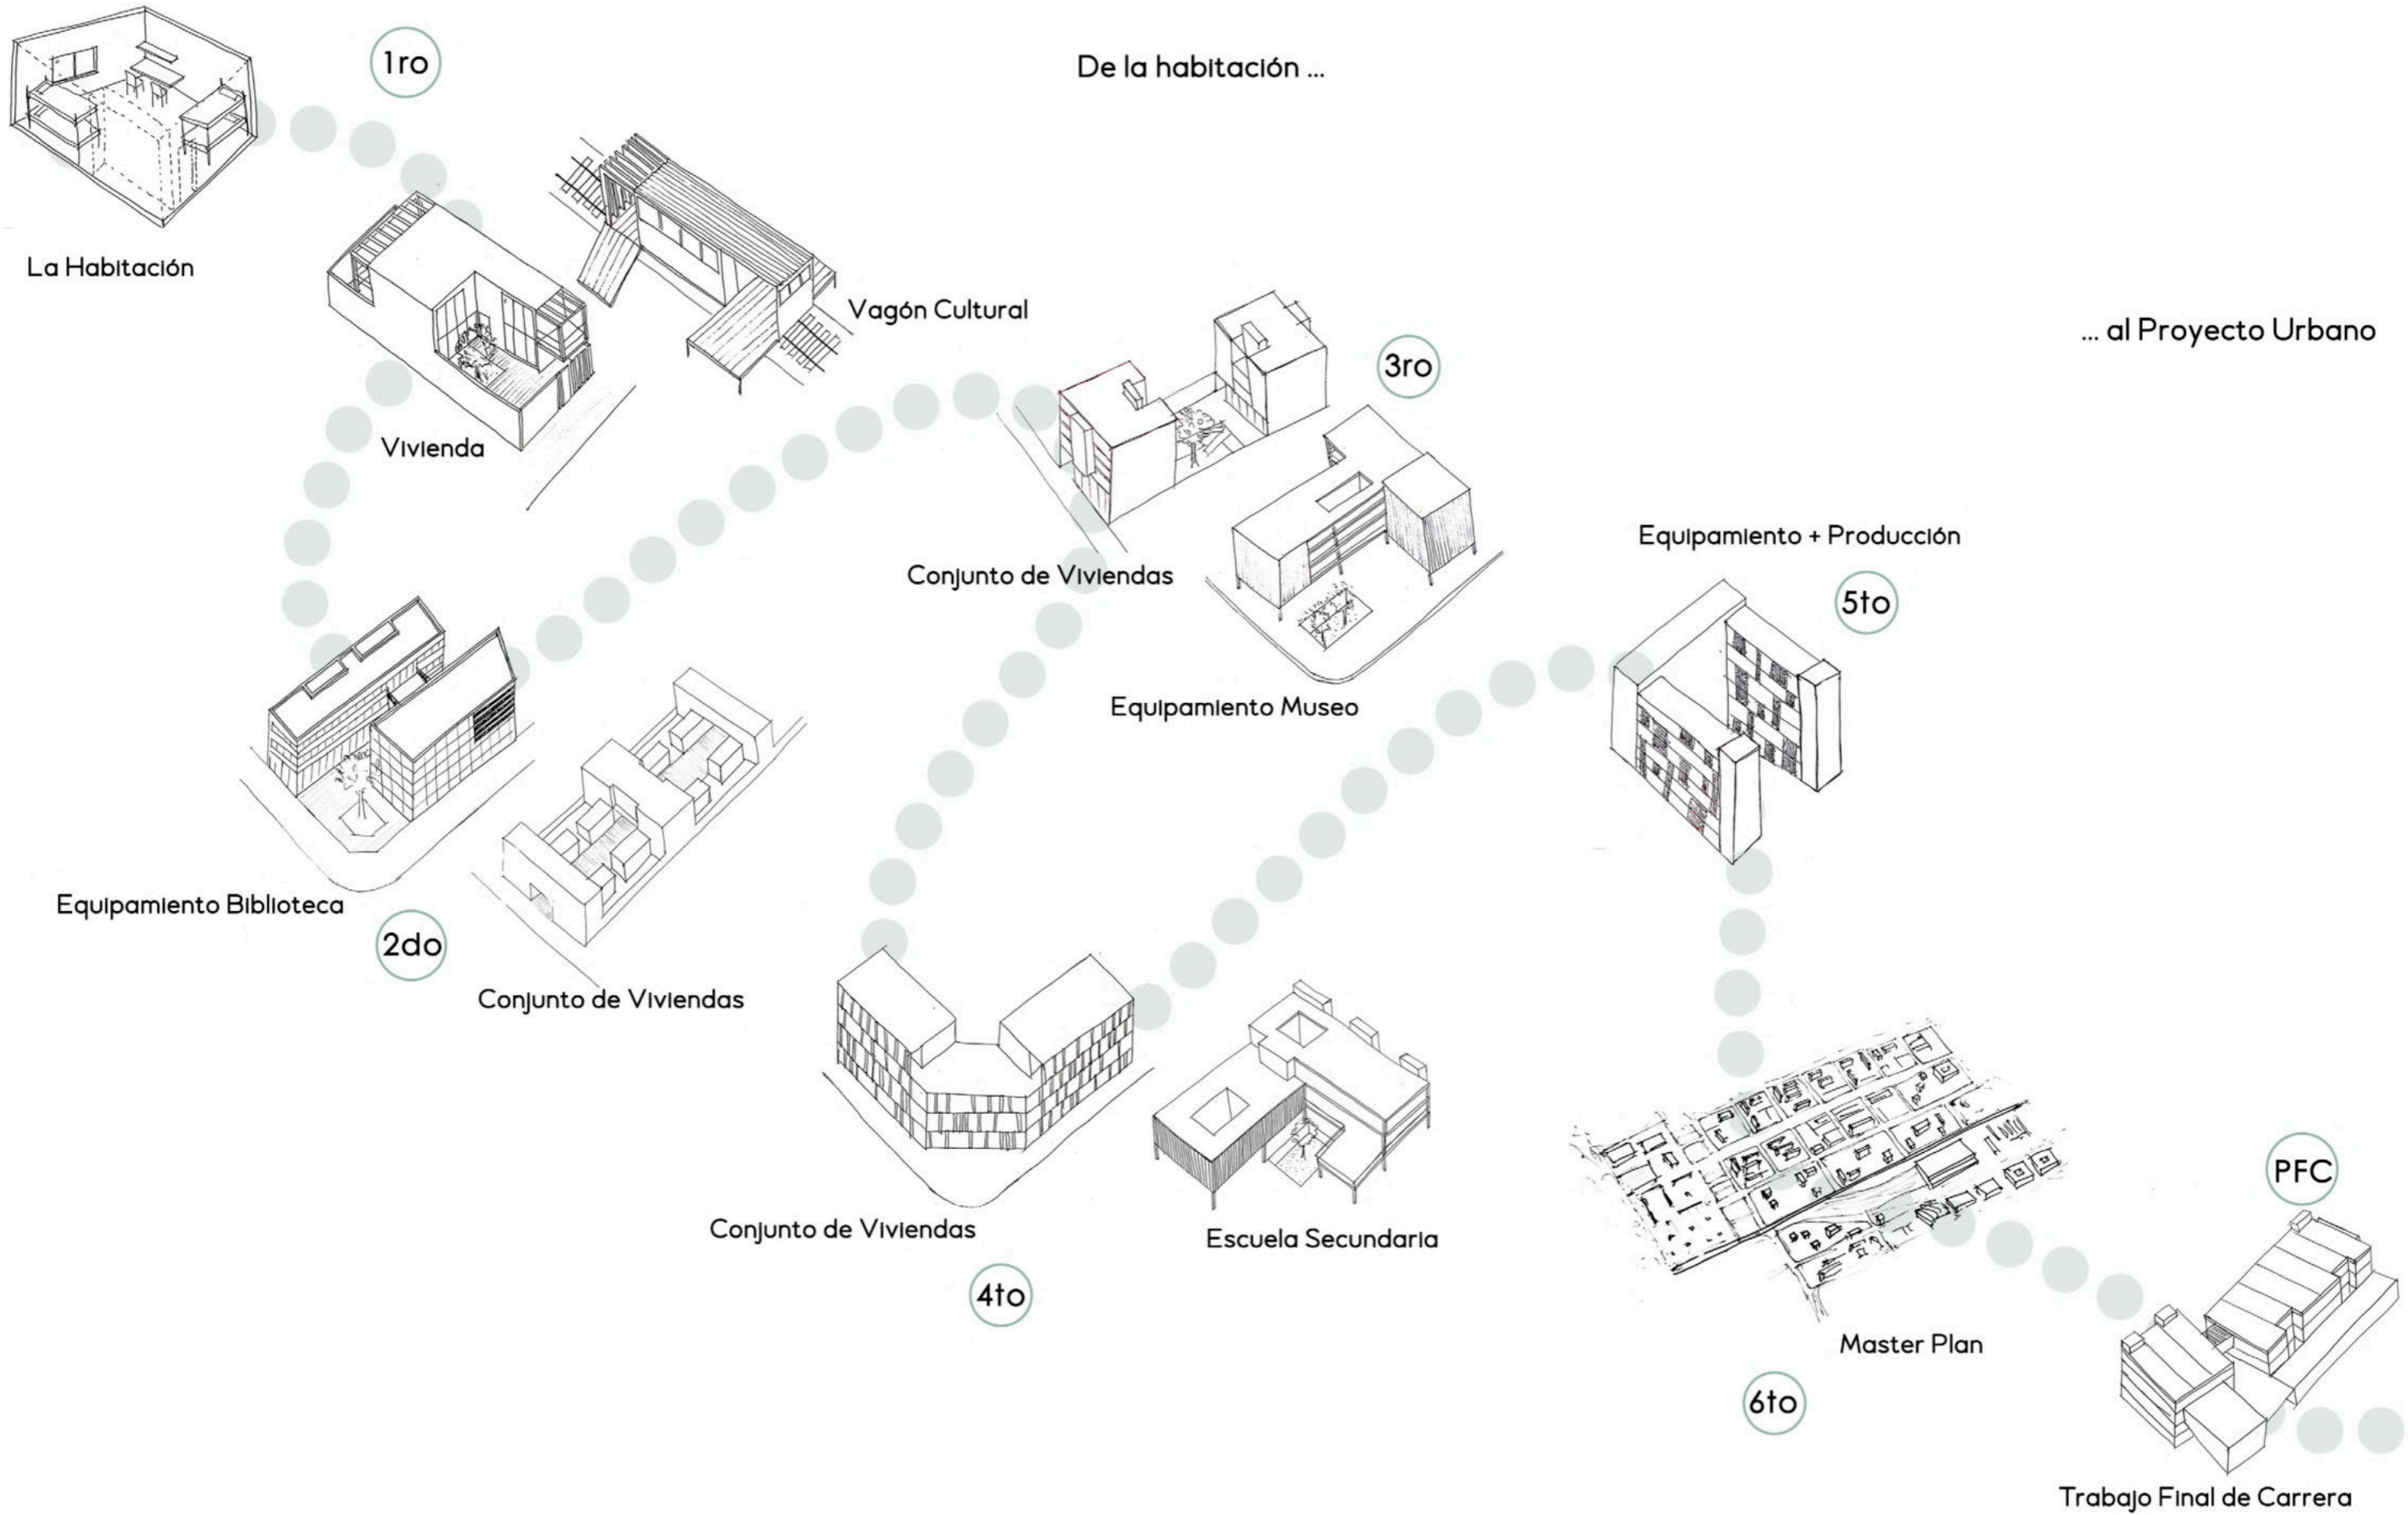 De la habitación ...
1ro
La Habitación
Vivienda
Vagón Cultural
... al Proyecto Urbano
3ro
Conjunto de Viviendas
Equipamiento Museo
Equipamiento + Producción
5to
Equipamiento Biblioteca
2do
Conjunto de Viviendas
Conjunto de Viviendas
Escuela Secundaria
4to
Master Plan
6to
PFC
Trabajo Final de Carrera